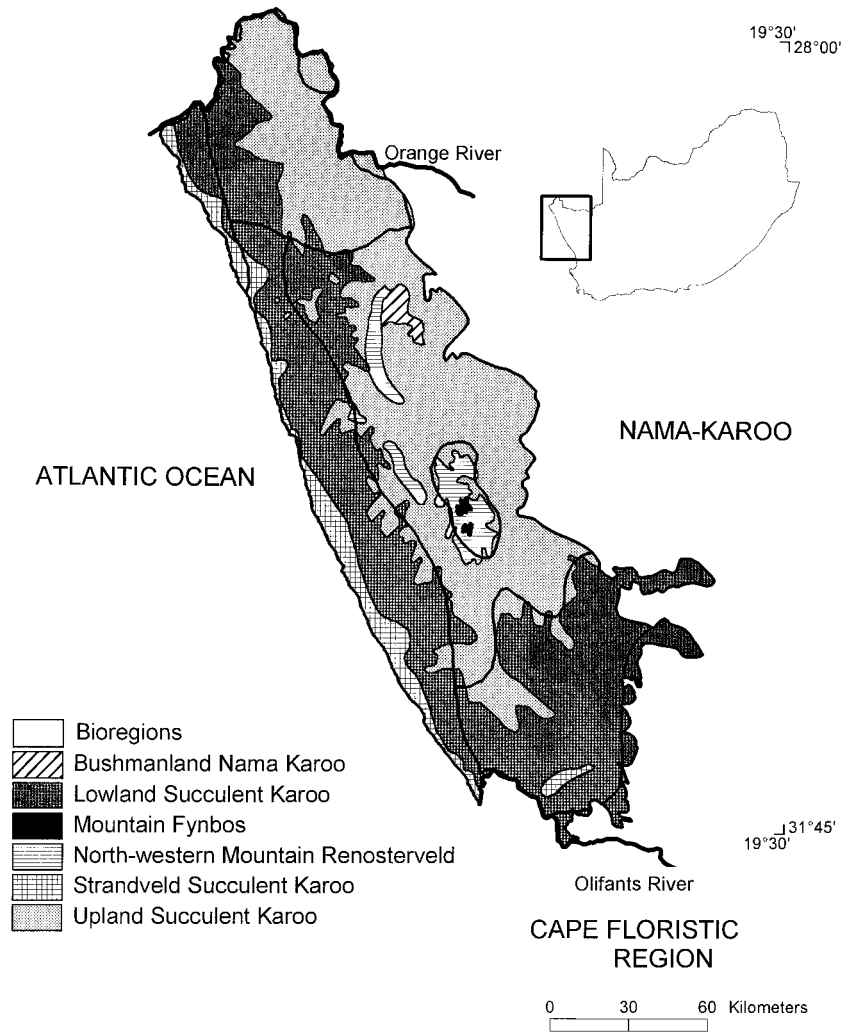 19°30'
28°00'
Orange River
NAMA-KAROO
ATLANTIC OCEAN
Bioregions
Bushmanland Nama Karoo
Lowland Succulent Karoo
Mountain Fynbos
North-western Mountain Renosterveld
Strandveld Succulent Karoo
Upland Succulent Karoo
31°45'
19°30'
Olifants River
CAPE FLORISTIC
REGION
0 30 60 Kilometers